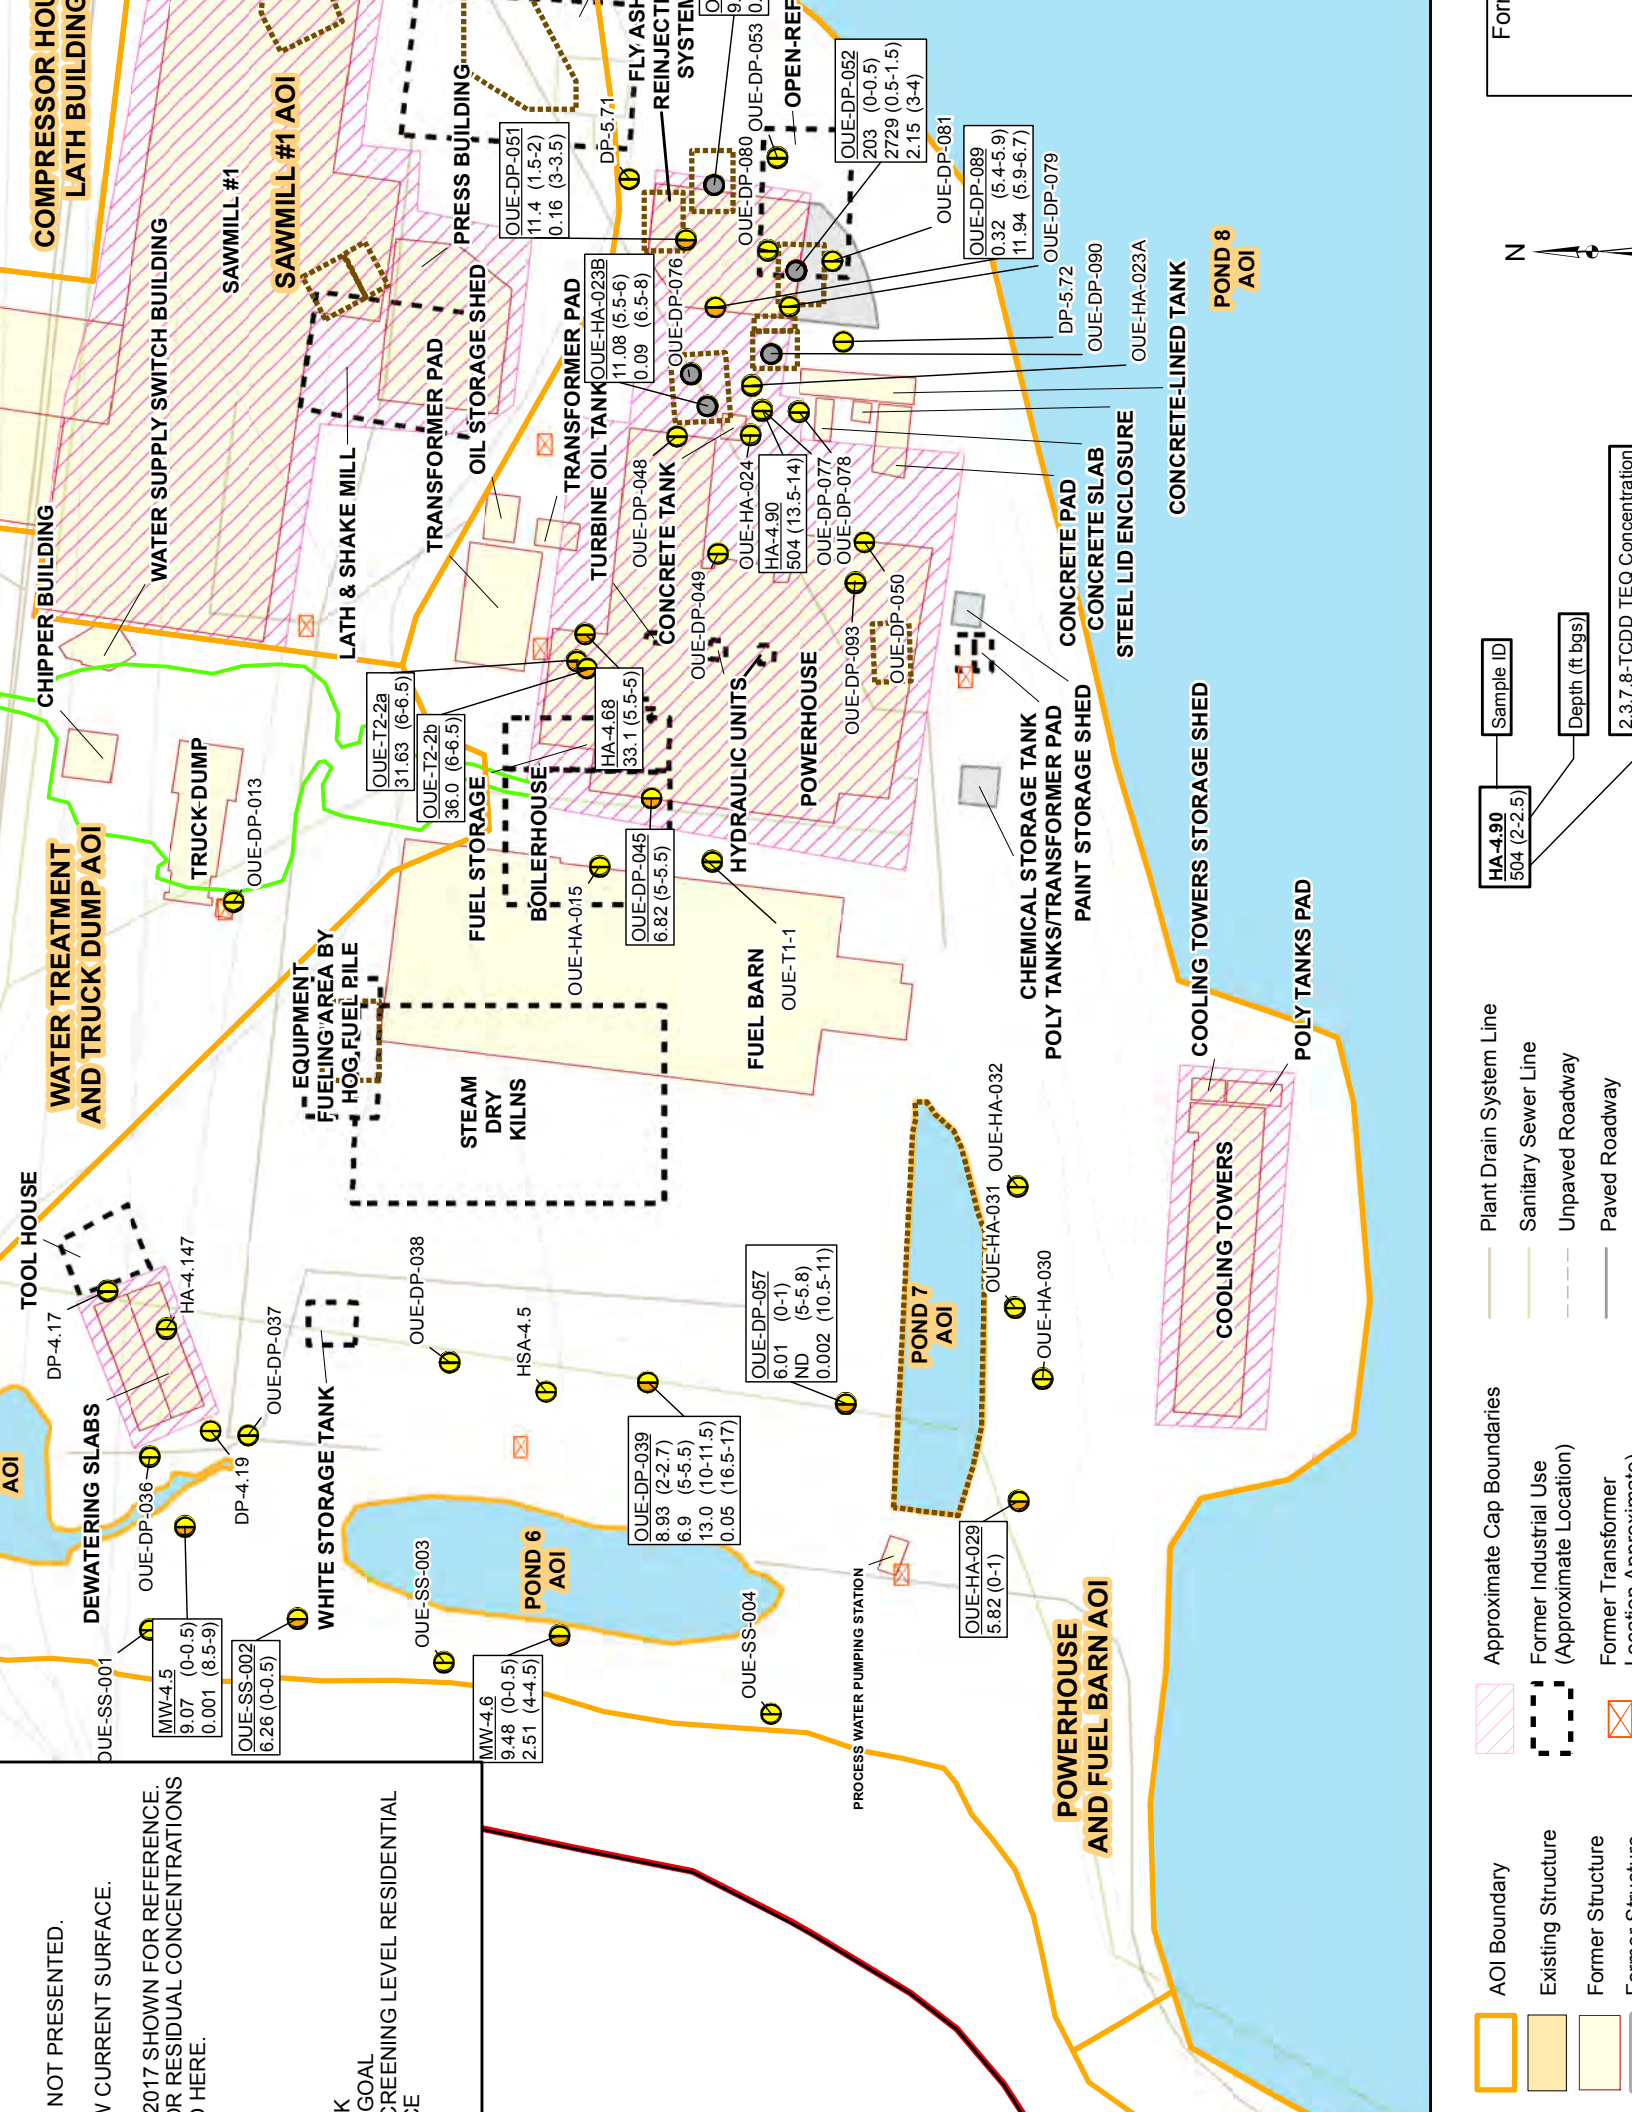 NOT PRESENTED.
CURRENT SURFACE.
2017 SHOWN FOR REFERENCE.
OR RESIDUAL CONCENTRATIONS
HERE.
GOAL
CREENING LEVEL RESIDENTIAL
COMPRESSOR HOU
LATH BUILDING
CHIPPER BUILDING
WATER SUPPLY SWITCH BUILDING
SAWMILL #1
SAWMILL #1 AOI
LATH & SHAKE MILL
TRANSFORMER PAD
PRESS BUILDING
OIL STORAGE SHED
TRANSFORMER PAD
TURBINE OIL TANK
FLY ASH
REINJECTI
SYSTEM
OPEN-REF
DP-5.71
OUE-DP-051
11.4 (1.5-2)
0.16 (3-3.5)
OUE-HA-023B
11.08 (5.5-6)
0.09 (6.5-8)
OUE-DP-076
OUE-DP-080
OUE-DP-053
OUE-DP-052
203 (0-0.5)
2729 (0.5-1.5)
2.15 (3-4)
OUE-DP-081
OUE-DP-089
0.32 (5.4-5.9)
11.94 (5.9-6.7)
OUE-DP-079
DP-5.72
OUE-DP-090
OUE-HA-023A
CONCRETE-LINED TANK
POND 8
AOI
OUE-DP-048
CONCRETE TANK
OUE-DP-049
OUE-HA-024
HA-4.90
504 (13.5-14)
OUE-DP-077
OUE-DP-078
OUE-DP-093
OUE-DP-050
CONCRETE PAD
CONCRETE SLAB
STEEL LID ENCLOSURE
TRUCK DUMP
OUE-DP-013
WATER TREATMENT
AND TRUCK DUMP AOI
OUE-T2-2a
31.63 (6-6.5)
OUE-T2-2b
36.0 (6-6.5)
HA-4.68
33.1 (5.5-5)
FUEL STORAGE
BOILERHOUSE
OUE-HA-015
OUE-DP-045
6.82 (5-5.5)
HYDRAULIC UNITS
POWERHOUSE
OUE-T1-1
FUEL BARN
EQUIPMENT
FUELING AREA BY
HOG FUEL PILE
STEAM
DRY
KILNS
CHEMICAL STORAGE TANK
POLY TANKS/TRANSFORMER PAD
PAINT STORAGE SHED
COOLING TOWERS STORAGE SHED
POLY TANKS PAD
COOLING TOWERS
TOOL HOUSE
DP-4.17
HA-4.147
AOI
DEWATERING SLABS
OUE-DP-036
DP-4.19
OUE-DP-037
WHITE STORAGE TANK
OUE-DP-038
HSA-4.5
OUE-DP-039
8.93 (2-2.7)
6.9 (5-5.5)
13.0 (10-11.5)
0.05 (16.5-17)
OUE-DP-057
6.01 (0-1)
ND (5-5.8)
0.002 (10.5-11)
POND 7
AOI
OUE-HA-031
OUE-HA-032
OUE-HA-030
OUE-HA-029
5.82 (0-1)
OUE-SS-001
MW-4.5
9.07 (0-0.5)
0.001 (8.5-9)
OUE-SS-002
6.26 (0-0.5)
OUE-SS-003
POND 6
AOI
MW-4.6
9.48 (0-0.5)
2.51 (4-4.5)
OUE-SS-004
PROCESS WATER PUMPING STATION
POWERHOUSE
AND FUEL BARN AOI
N
AOI Boundary
Existing Structure
Former Structure
Approximate Cap Boundaries
Former Industrial Use
(Approximate Location)
Former Transformer
Plant Drain System Line
Sanitary Sewer Line
Unpaved Roadway
Paved Roadway
HA-4.90
504 (2-2.5)
Sample ID
Depth (ft bgs)
2,3,7,8-TCDD TEQ Concentration